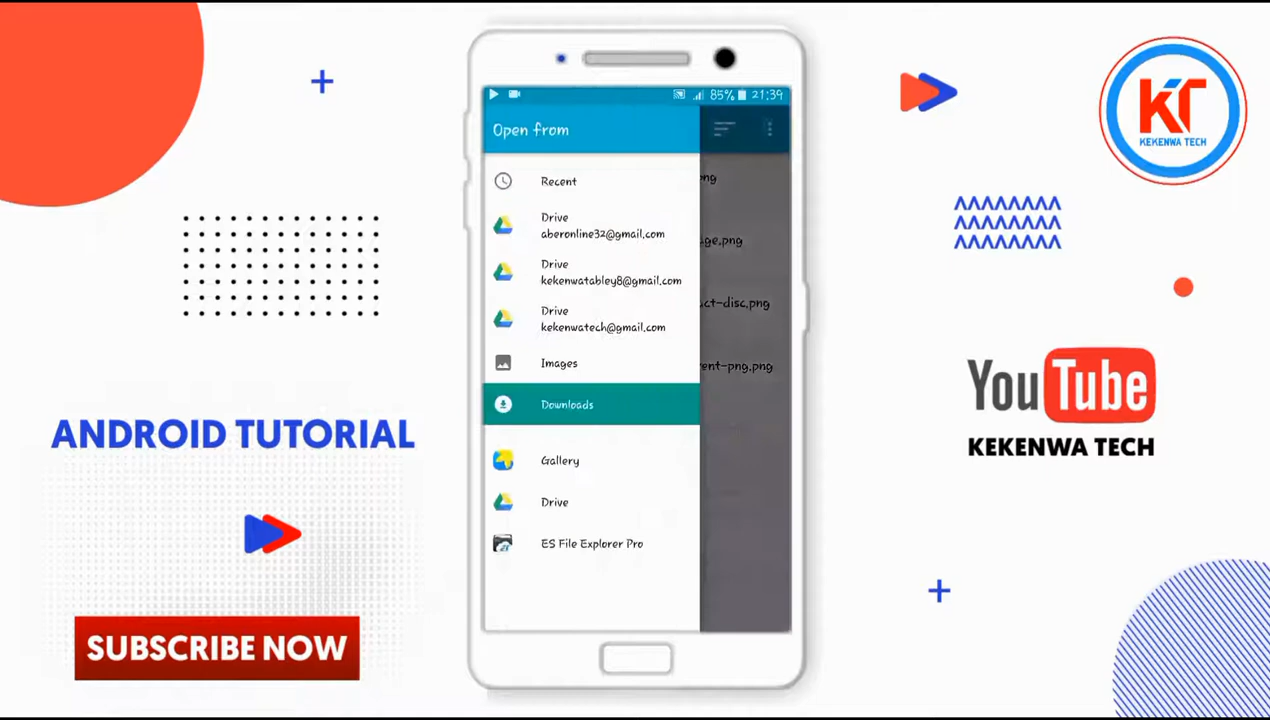 85% 21:39
Open from
Recent
Drive
aberonline32@gmail.com
Drive
kekenwatabley8@gmail.com
Drive
kekenwatech@gmail.com
Images
Downloads
Gallery
Drive
ES File Explorer Pro
.png
ge.png
ct-disc.png
ent-png.png
ANDROID TUTORIAL
SUBSCRIBE NOW
KT
KEKENWA TECH
YouTube
KEKENWA TECH